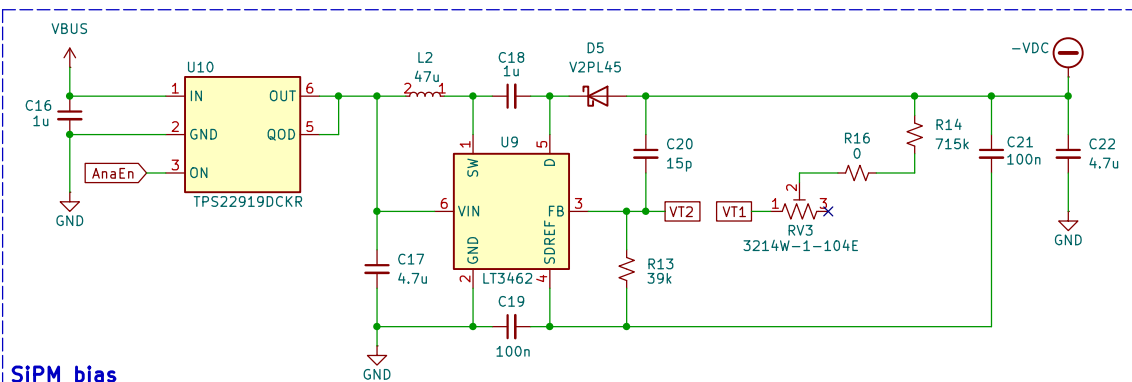 VBUS
-VDC
U10
L2
47u
C18
1u
D5
V2PL45
C16
1u
1
IN
OUT
6
2
1
2
GND
QOD
5
3
ON
AnaEn
TPS22919DCKR
GND
U9
1
SW
5
D
6
VIN
FB
3
GND
SDREF
2
4
LT3462
C20
15p
VT2
VT1
R16
0
R14
715k
C21
100n
C22
4.7u
2
1
3
RV3
3214W-1-104E
GND
C17
4.7u
R13
39k
C19
100n
GND
SiPM bias